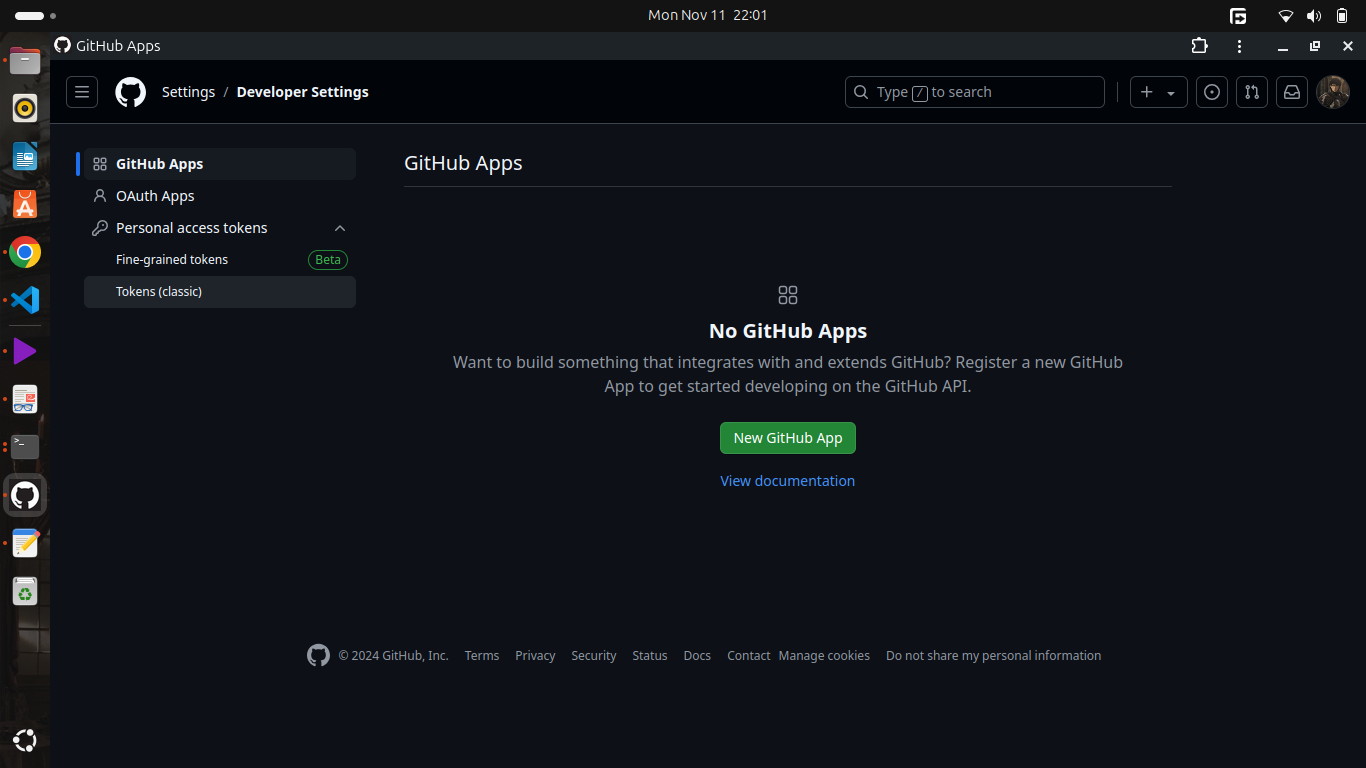 Mon Nov 11 22:01
GitHub Apps
Settings / Developer Settings
Type / to search
GitHub Apps
OAuth Apps
Personal access tokens
Fine-grained tokens Beta
Tokens (classic)
GitHub Apps
No GitHub Apps
Want to build something that integrates with and extends GitHub? Register a new GitHub
App to get started developing on the GitHub API.
New GitHub App
View documentation
© 2024 GitHub, Inc. Terms Privacy Security Status Docs Contact Manage cookies Do not share my personal information